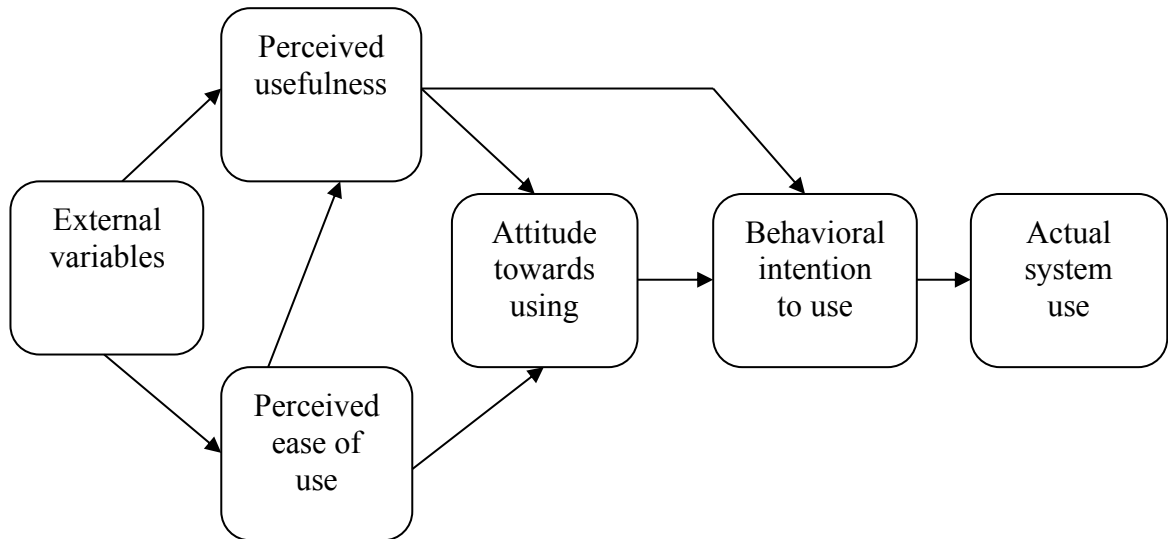 Perceived
usefulness
External
variables
Attitude
towards
using
Behavioral
intention
to use
Actual
system
use
Perceived
ease of
use